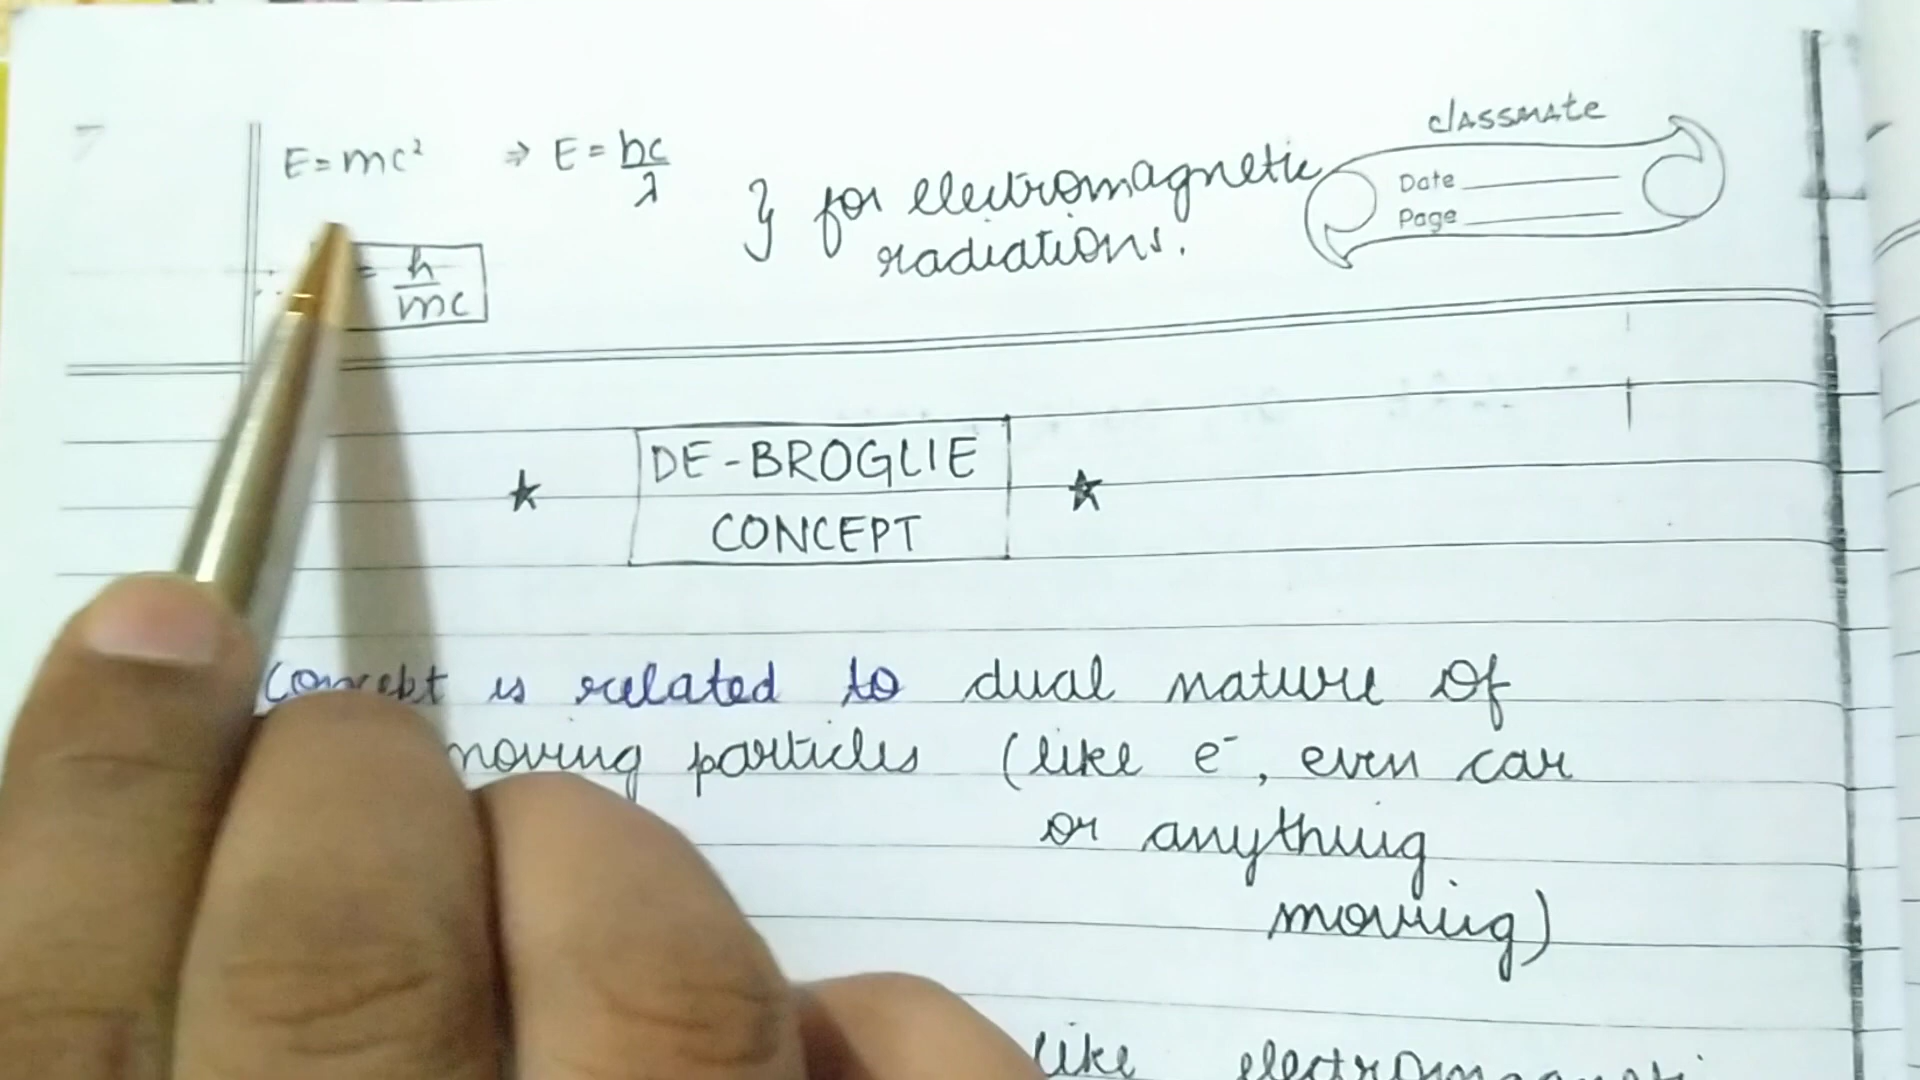 classmate
Date
Page
E = mc² ⇒ E = hc/λ
} for electromagnetic
radiations.
∴ = h/mc
★ DE-BROGLIE ★
CONCEPT
Concept is related to dual nature of
moving particles (like e⁻, even car
or anything
moving)
like